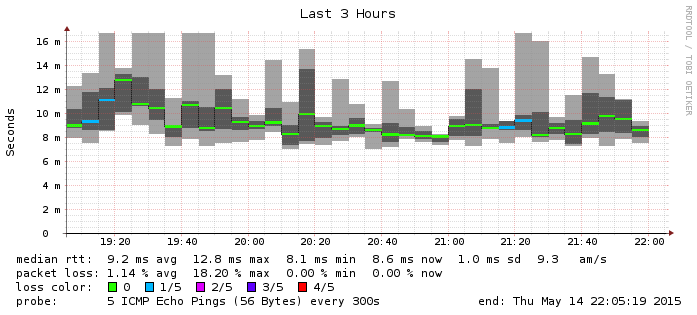 Last 3 Hours
RRDTOOL / TOBI OETIKER
Seconds
16 m
14 m
12 m
10 m
8 m
6 m
4 m
2 m
0
19:20 19:40 20:00 20:20 20:40 21:00 21:20 21:40 22:00
median rtt: 9.2 ms avg 12.8 ms max 8.1 ms min 8.6 ms now 1.0 ms sd 9.3 am/s
packet loss: 1.14 % avg 18.20 % max 0.00 % min 0.00 % now
loss color: 0 1/5 2/5 3/5 4/5
probe: 5 ICMP Echo Pings (56 Bytes) every 300s end: Thu May 14 22:05:19 2015